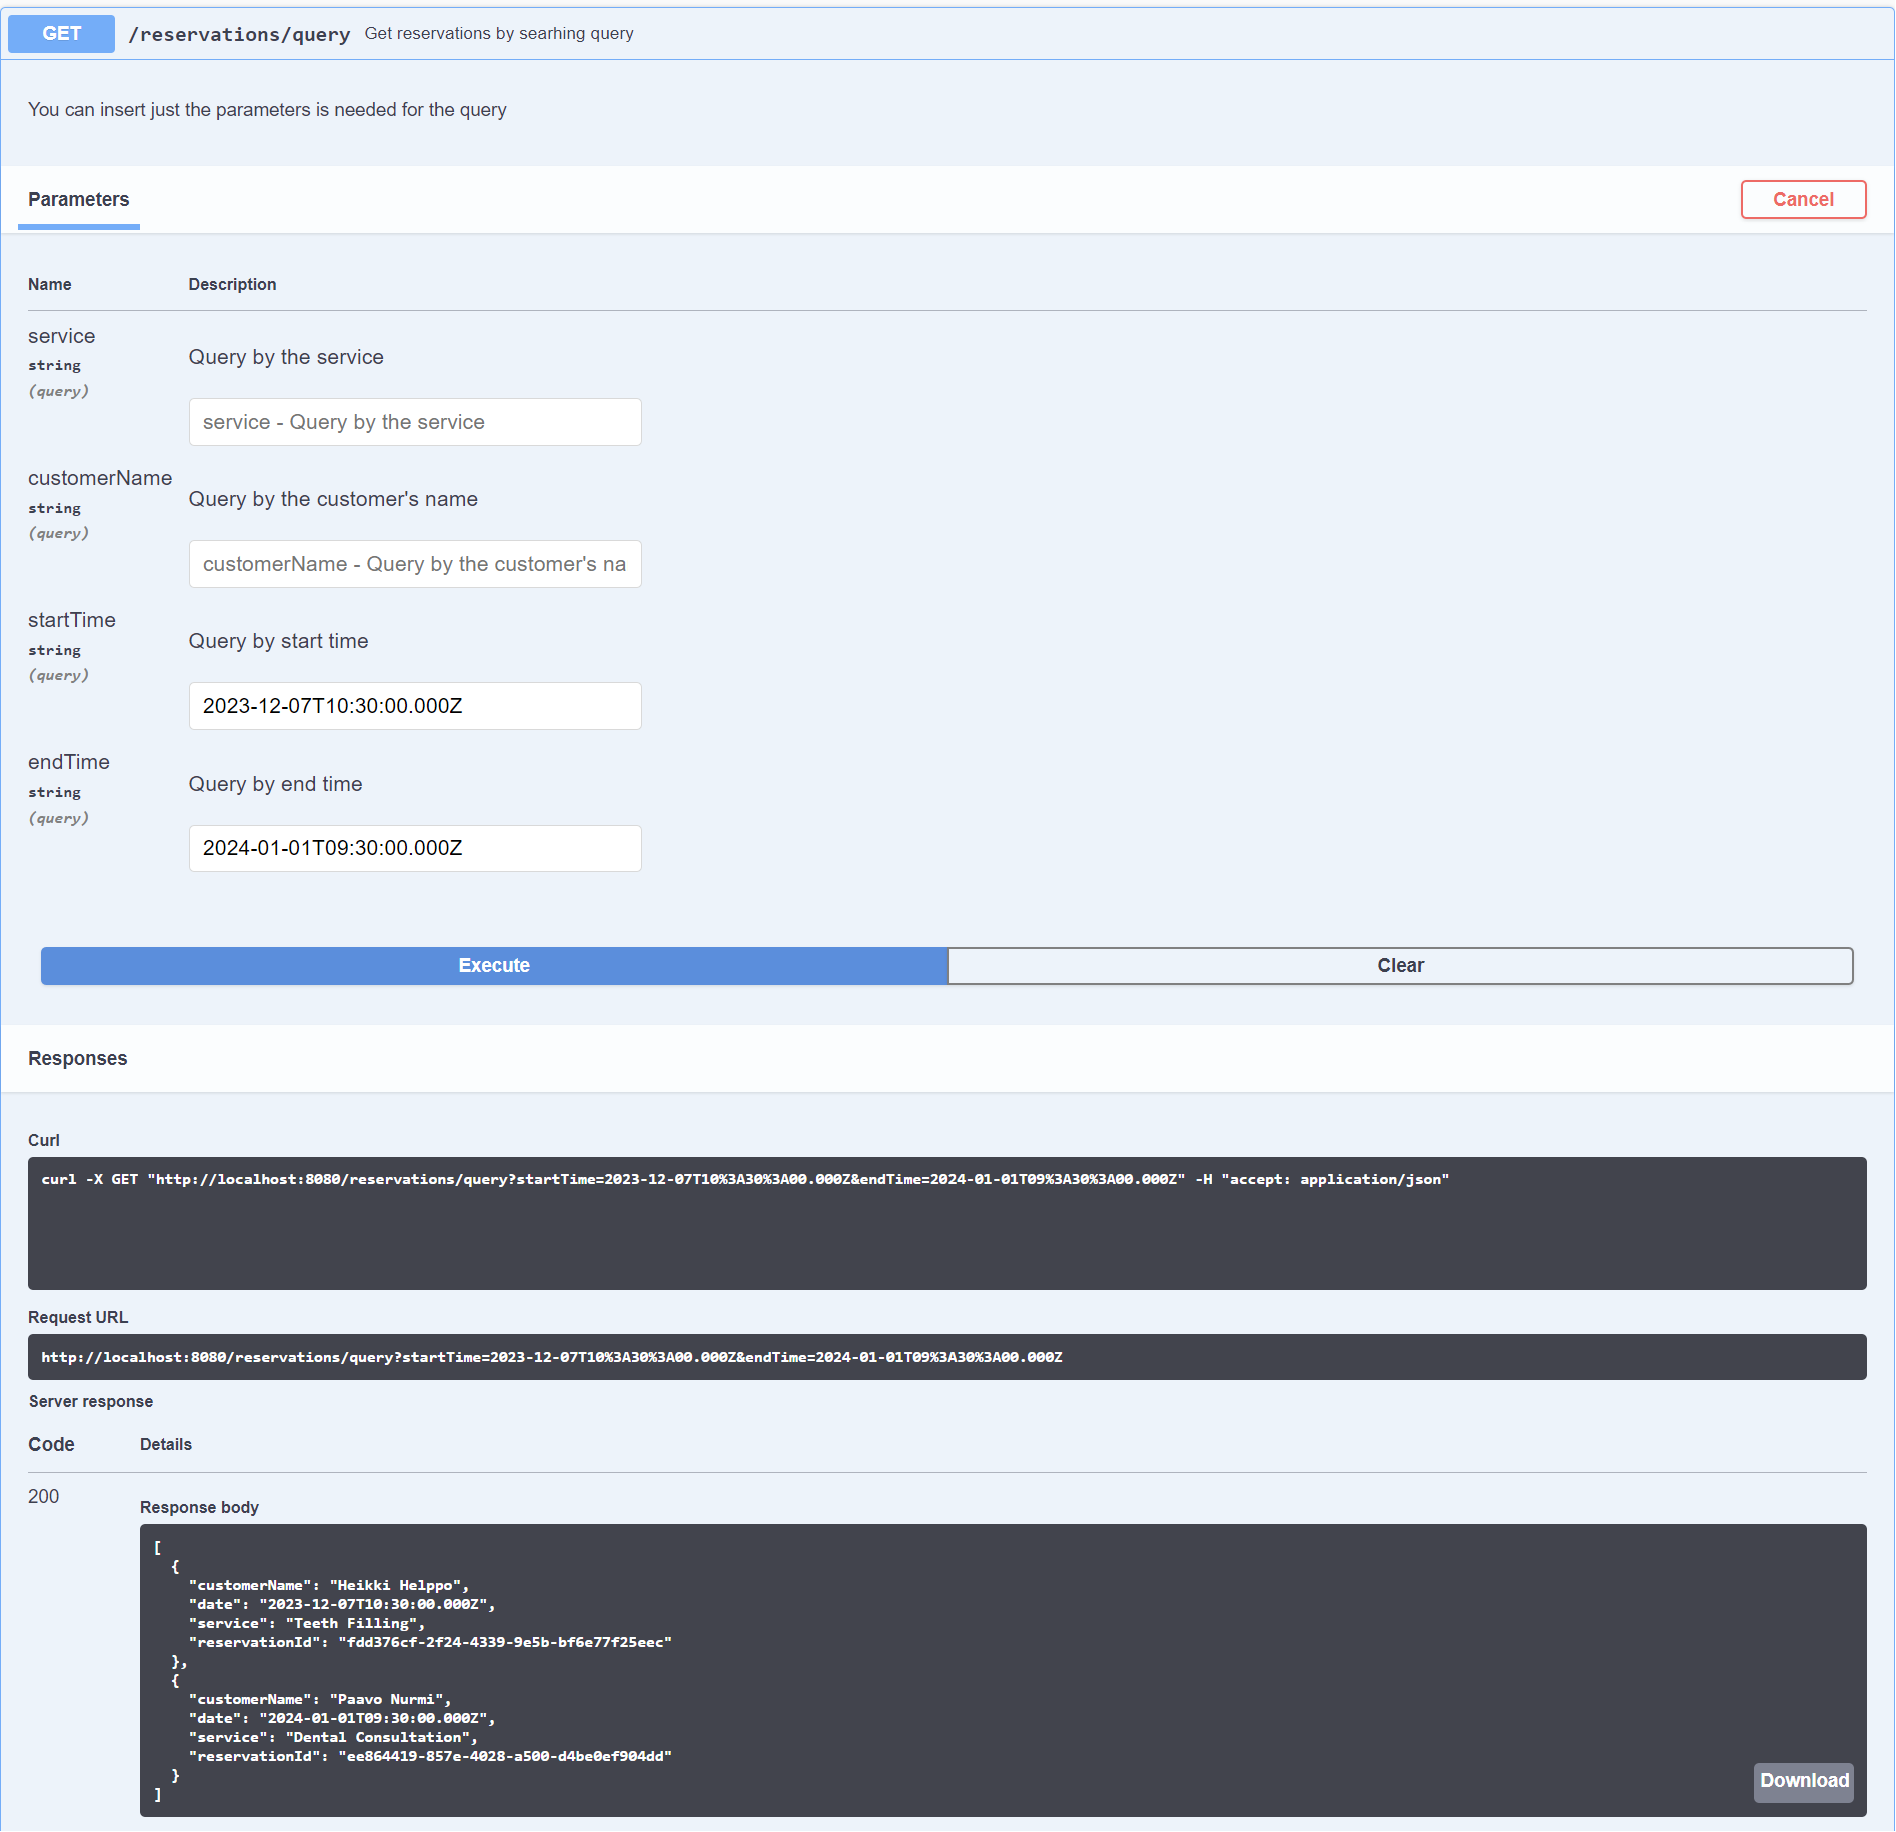 GET /reservations/query Get reservations by searhing query
You can insert just the parameters is needed for the query
Parameters Cancel
Name Description
service
string
(query)
Query by the service
service - Query by the service
customerName
string
(query)
Query by the customer's name
customerName - Query by the customer's na
startTime
string
(query)
Query by start time
2023-12-07T10:30:00.000Z
endTime
string
(query)
Query by end time
2024-01-01T09:30:00.000Z
Execute Clear
Responses
Curl
curl -X GET "http://localhost:8080/reservations/query?startTime=2023-12-07T10%3A30%3A00.000Z&endTime=2024-01-01T09%3A30%3A00.000Z" -H "accept: application/json"
Request URL
http://localhost:8080/reservations/query?startTime=2023-12-07T10%3A30%3A00.000Z&endTime=2024-01-01T09%3A30%3A00.000Z
Server response
Code Details
200
Response body
[
  {
    "customerName": "Heikki Helppo",
    "date": "2023-12-07T10:30:00.000Z",
    "service": "Teeth Filling",
    "reservationId": "fdd376cf-2f24-4339-9e5b-bf6e77f25eec"
  },
  {
    "customerName": "Paavo Nurmi",
    "date": "2024-01-01T09:30:00.000Z",
    "service": "Dental Consultation",
    "reservationId": "ee864419-857e-4028-a500-d4be0ef904dd"
  }
]
Download